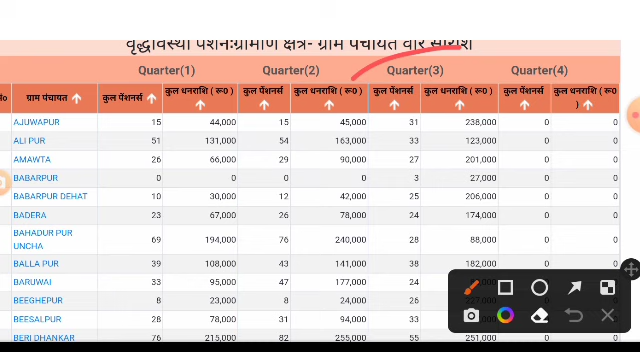 वृद्धावस्था पेंशन:ग्रामीण क्षेत्र- ग्राम पंचायत वार सारांश
Quarter(1) Quarter(2) Quarter(3) Quarter(4)
No ग्राम पंचायत कुल पेंशनर्स कुल धनराशि ( रू0 ) कुल पेंशनर्स कुल धनराशि ( रू0 ) कुल पेंशनर्स कुल धनराशि ( रू0 ) कुल पेंशनर्स कुल धनराशि ( रू0 )
AJUWAPUR 15 44,000 15 45,000 31 238,000 0 0
ALI PUR 51 131,000 54 163,000 33 123,000 0 0
AMAWTA 26 66,000 29 90,000 27 201,000 0 0
BABARPUR 0 0 0 0 3 27,000 0 0
BABARPUR DEHAT 10 30,000 12 42,000 25 206,000 0 0
BADERA 23 67,000 26 78,000 24 174,000 0 0
BAHADUR PUR UNCHA 69 194,000 76 240,000 28 88,000 0 0
BALLA PUR 39 108,000 43 141,000 38 182,000 0 0
BARUWAI 33 95,000 47 177,000 24
BEEGHEPUR 8 23,000 8 24,000 26
BEESALPUR 28 78,000 31 94,000 33
BERI DHANKAR 76 215,000 82 255,000 55 251,000 0 0